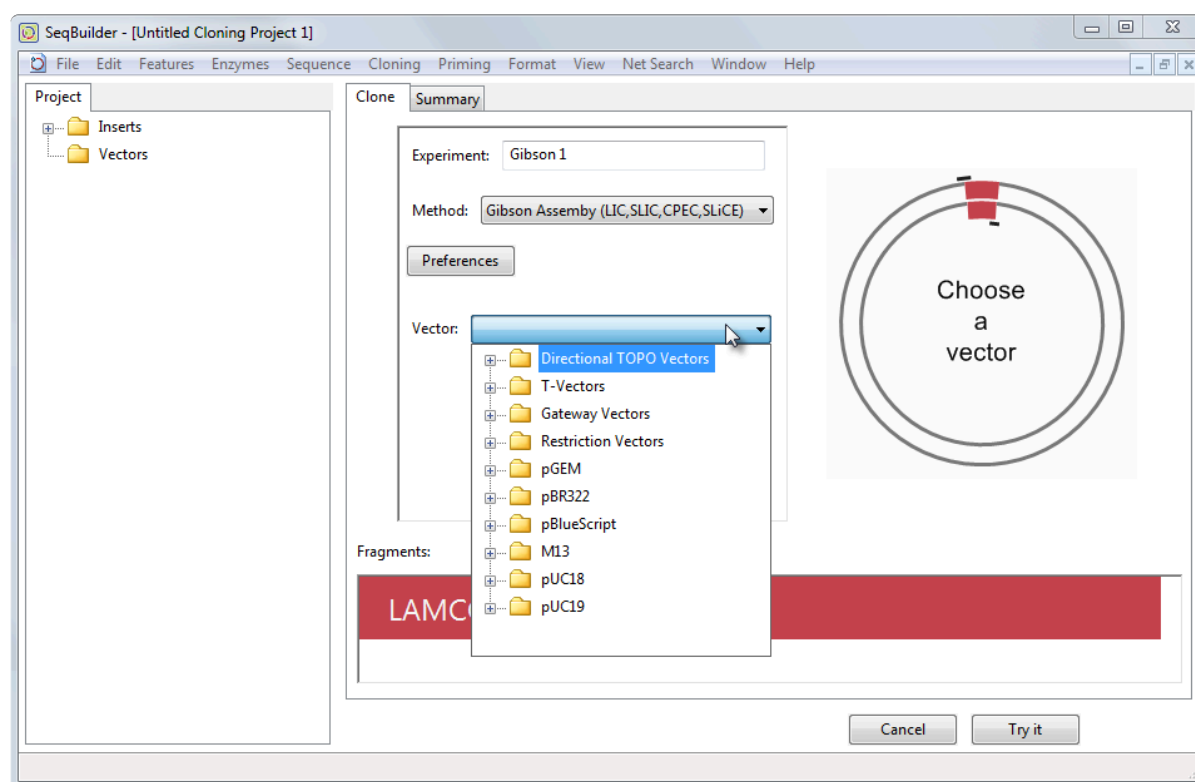 SeqBuilder - [Untitled Cloning Project 1]
File Edit Features Enzymes Sequence Cloning Priming Format View Net Search Window Help
Project
Inserts
Vectors
Clone Summary
Experiment: Gibson 1
Method: Gibson Assemby (LIC,SLIC,CPEC,SLiCE)
Preferences
Vector:
Directional TOPO Vectors
T-Vectors
Gateway Vectors
Restriction Vectors
pGEM
pBR322
pBlueScript
M13
pUC18
pUC19
Choose
a
vector
Fragments:
Cancel Try it